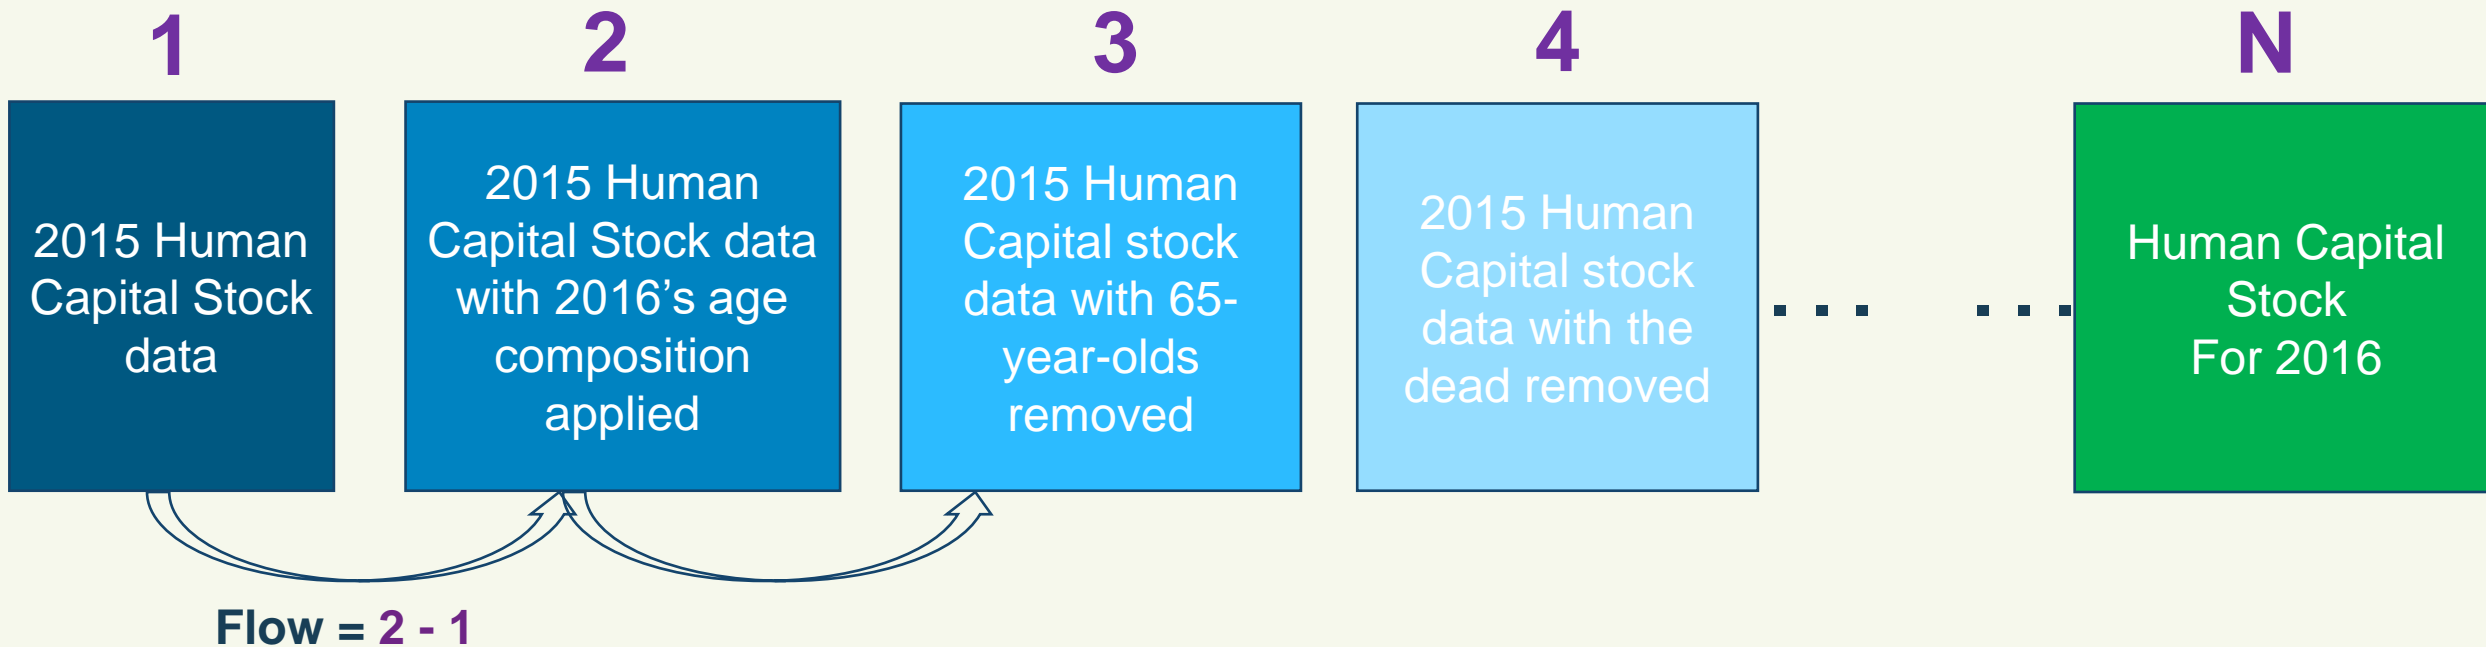 1
2
3
4
N
2015 Human
Capital Stock
data
2015 Human
Capital Stock data
with 2016’s age
composition
applied
2015 Human
Capital stock
data with 65-
year-olds
removed
2015 Human
Capital stock
data with the
dead removed
Human Capital
Stock
For 2016
Flow = 2 - 1